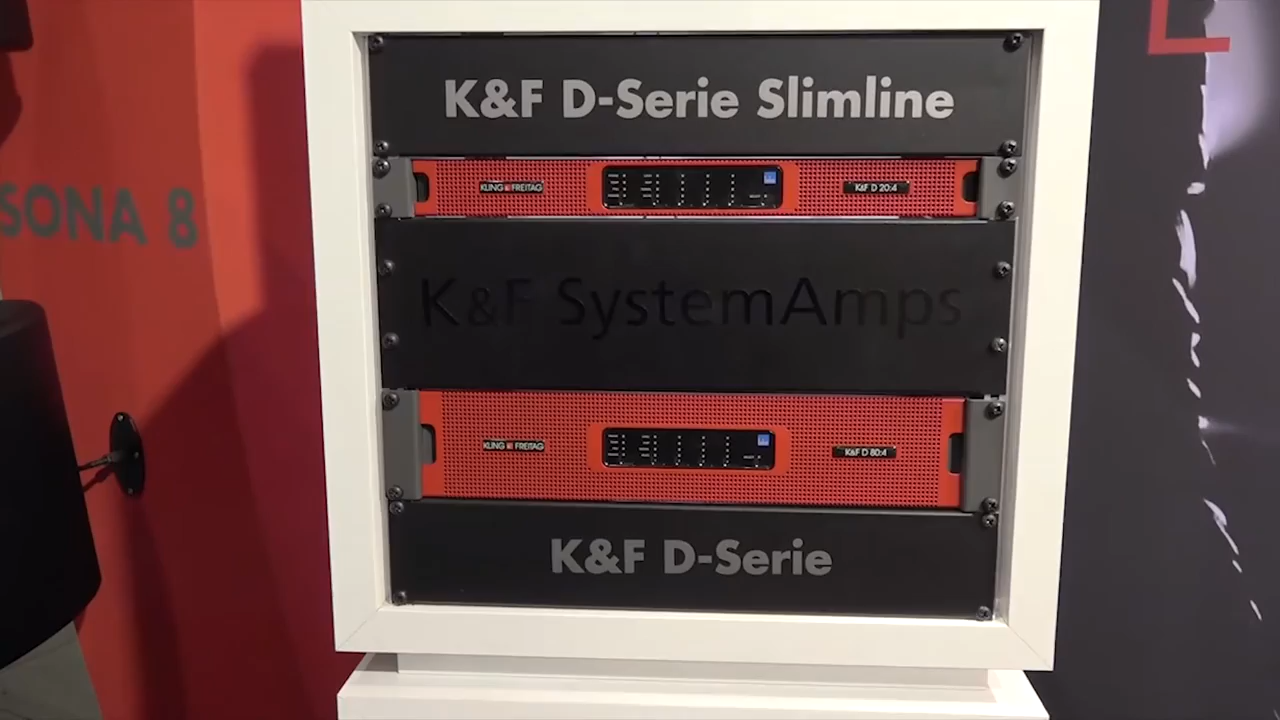 K&F D-Serie Slimline
KLING FREITAG
K&F D 20:4
SONA 8
K&F SystemAmps
KLING FREITAG
K&F D 80:4
K&F D-Serie